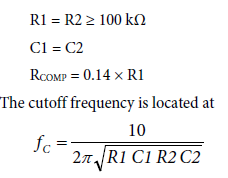 R1 = R2 ≥ 100 kΩ
C1 = C2
RCOMP = 0.14 × R1
The cutoff frequency is located at
fC = 10 / 2π√R1 C1 R2 C2